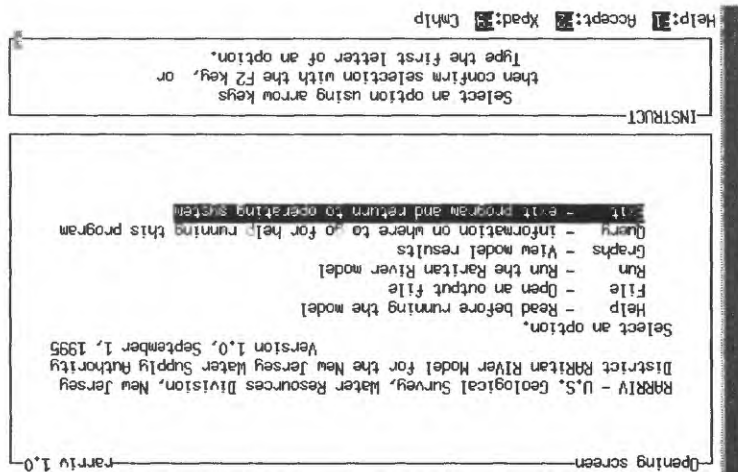 Opening screen rarriv 1.0
RARRIV - U.S. Geological Survey, Water Resources Division, New Jersey
District RARitan RIVer Model for the New Jersey Water Supply Authority
Version 1.0, September 1, 1995
Select an option.
Help - Read before running the model
File - Open an output file
Run - Run the Raritan River model
Graphs - View model results
Query - information on where to go for help running this program
Exit - exit program and return to operating system
INSTRUCT
Select an option using arrow keys
then confirm selection with the F2 key, or
Type the first letter of an option.
Help:F1 Accept:F2 Xpad:F9 Cmhlp